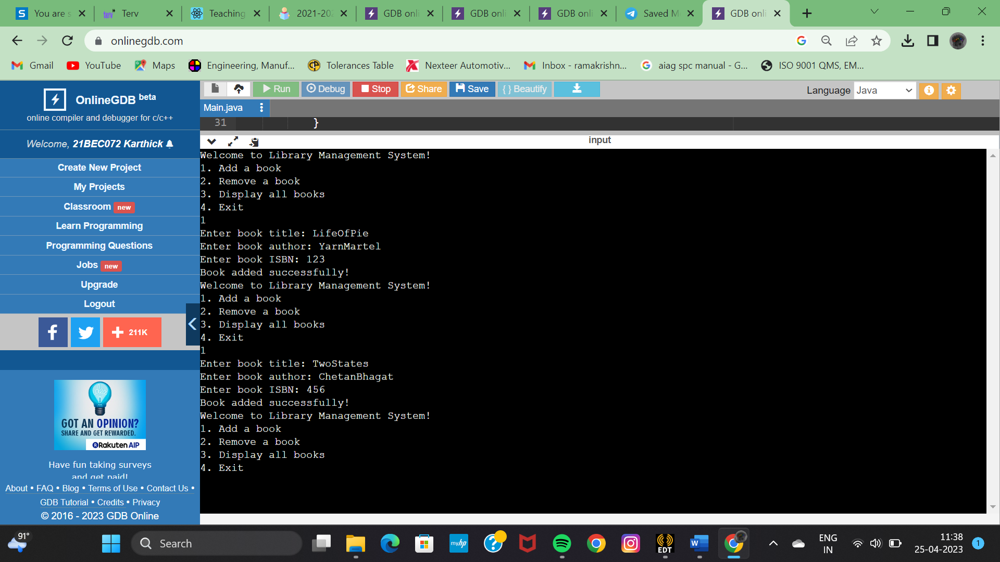 You are s
Terv
Teaching
2021-202
GDB onli
GDB onli
GDB onli
Saved M
GDB onli
onlinegdb.com
Gmail
YouTube
Maps
Engineering, Manuf...
Tolerances Table
Nexteer Automotiv...
Inbox - ramakrishn...
aiag spc manual - G...
ISO 9001 QMS, EM...
OnlineGDB beta
online compiler and debugger for c/c++
Welcome, 21BEC072 Karthick
Create New Project
My Projects
Classroom new
Learn Programming
Programming Questions
Jobs new
Upgrade
Logout
211K
GOT AN OPINION?
SHARE AND GET REWARDED.
Rakuten AIP
Have fun taking surveys
and get paid!
About • FAQ • Blog • Terms of Use • Contact Us •
GDB Tutorial • Credits • Privacy
© 2016 - 2023 GDB Online
Run
Debug
Stop
Share
Save
{ } Beautify
Language Java
Main.java
31 }
input
Welcome to Library Management System!
1. Add a book
2. Remove a book
3. Display all books
4. Exit
1
Enter book title: LifeOfPie
Enter book author: YarnMartel
Enter book ISBN: 123
Book added successfully!
Welcome to Library Management System!
1. Add a book
2. Remove a book
3. Display all books
4. Exit
1
Enter book title: TwoStates
Enter book author: ChetanBhagat
Enter book ISBN: 456
Book added successfully!
Welcome to Library Management System!
1. Add a book
2. Remove a book
3. Display all books
4. Exit
91°
Search
myhp
EDT
ENG
IN
11:38
25-04-2023
1